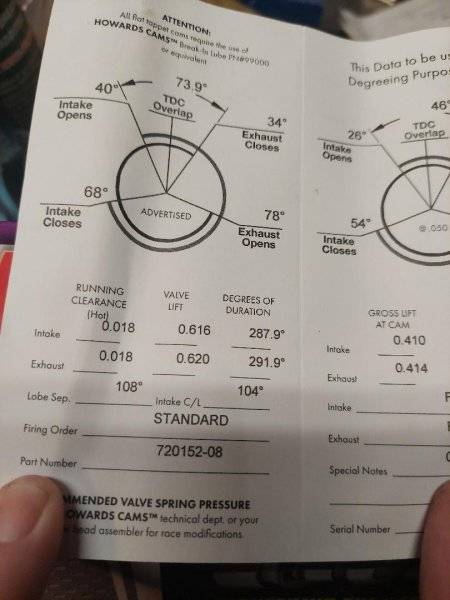 ATTENTION:
All flat tappet cams require the use of
HOWARDS CAMS™ Break-In Lube PN#99000
or equivalent
40°
73.9°
TDC
Overlap
34°
Intake
Opens
Exhaust
Closes
68°
Intake
Closes
ADVERTISED
78°
Exhaust
Opens
RUNNING
CLEARANCE
(Hot)
VALVE
LIFT
DEGREES OF
DURATION
Intake 0.018 0.616 287.9°
Exhaust 0.018 0.620 291.9°
Lobe Sep. 108° Intake C/L 104°
Firing Order STANDARD
Part Number 720152-08
MMENDED VALVE SPRING PRESSURE
OWARDS CAMS™ technical dept. or your
head assembler for race modifications.
This Data to be us
Degreeing Purpo
46°
TDC
Overlap
26°
Intake
Opens
54°
Intake
Closes
@ .050
GROSS LIFT
AT CAM
Intake 0.410
Exhaust 0.414
Intake
Exhaust
Special Notes
Serial Number